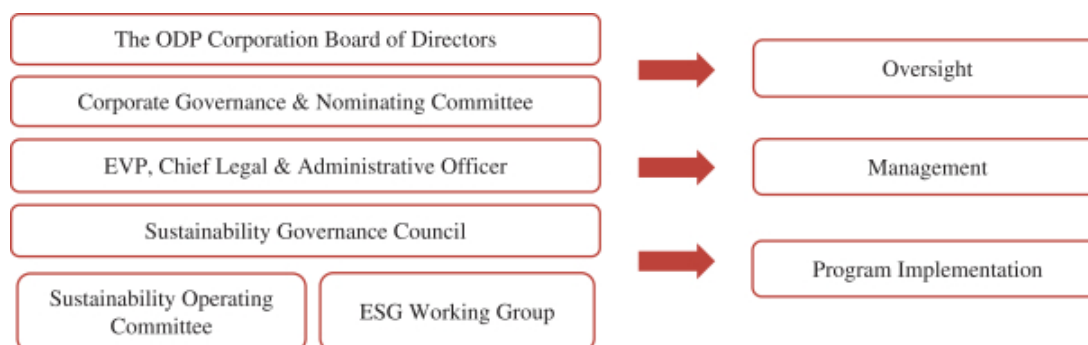 The ODP Corporation Board of Directors
Oversight
Corporate Governance & Nominating Committee
EVP, Chief Legal & Administrative Officer
Management
Sustainability Governance Council
Program Implementation
Sustainability Operating
Committee
ESG Working Group